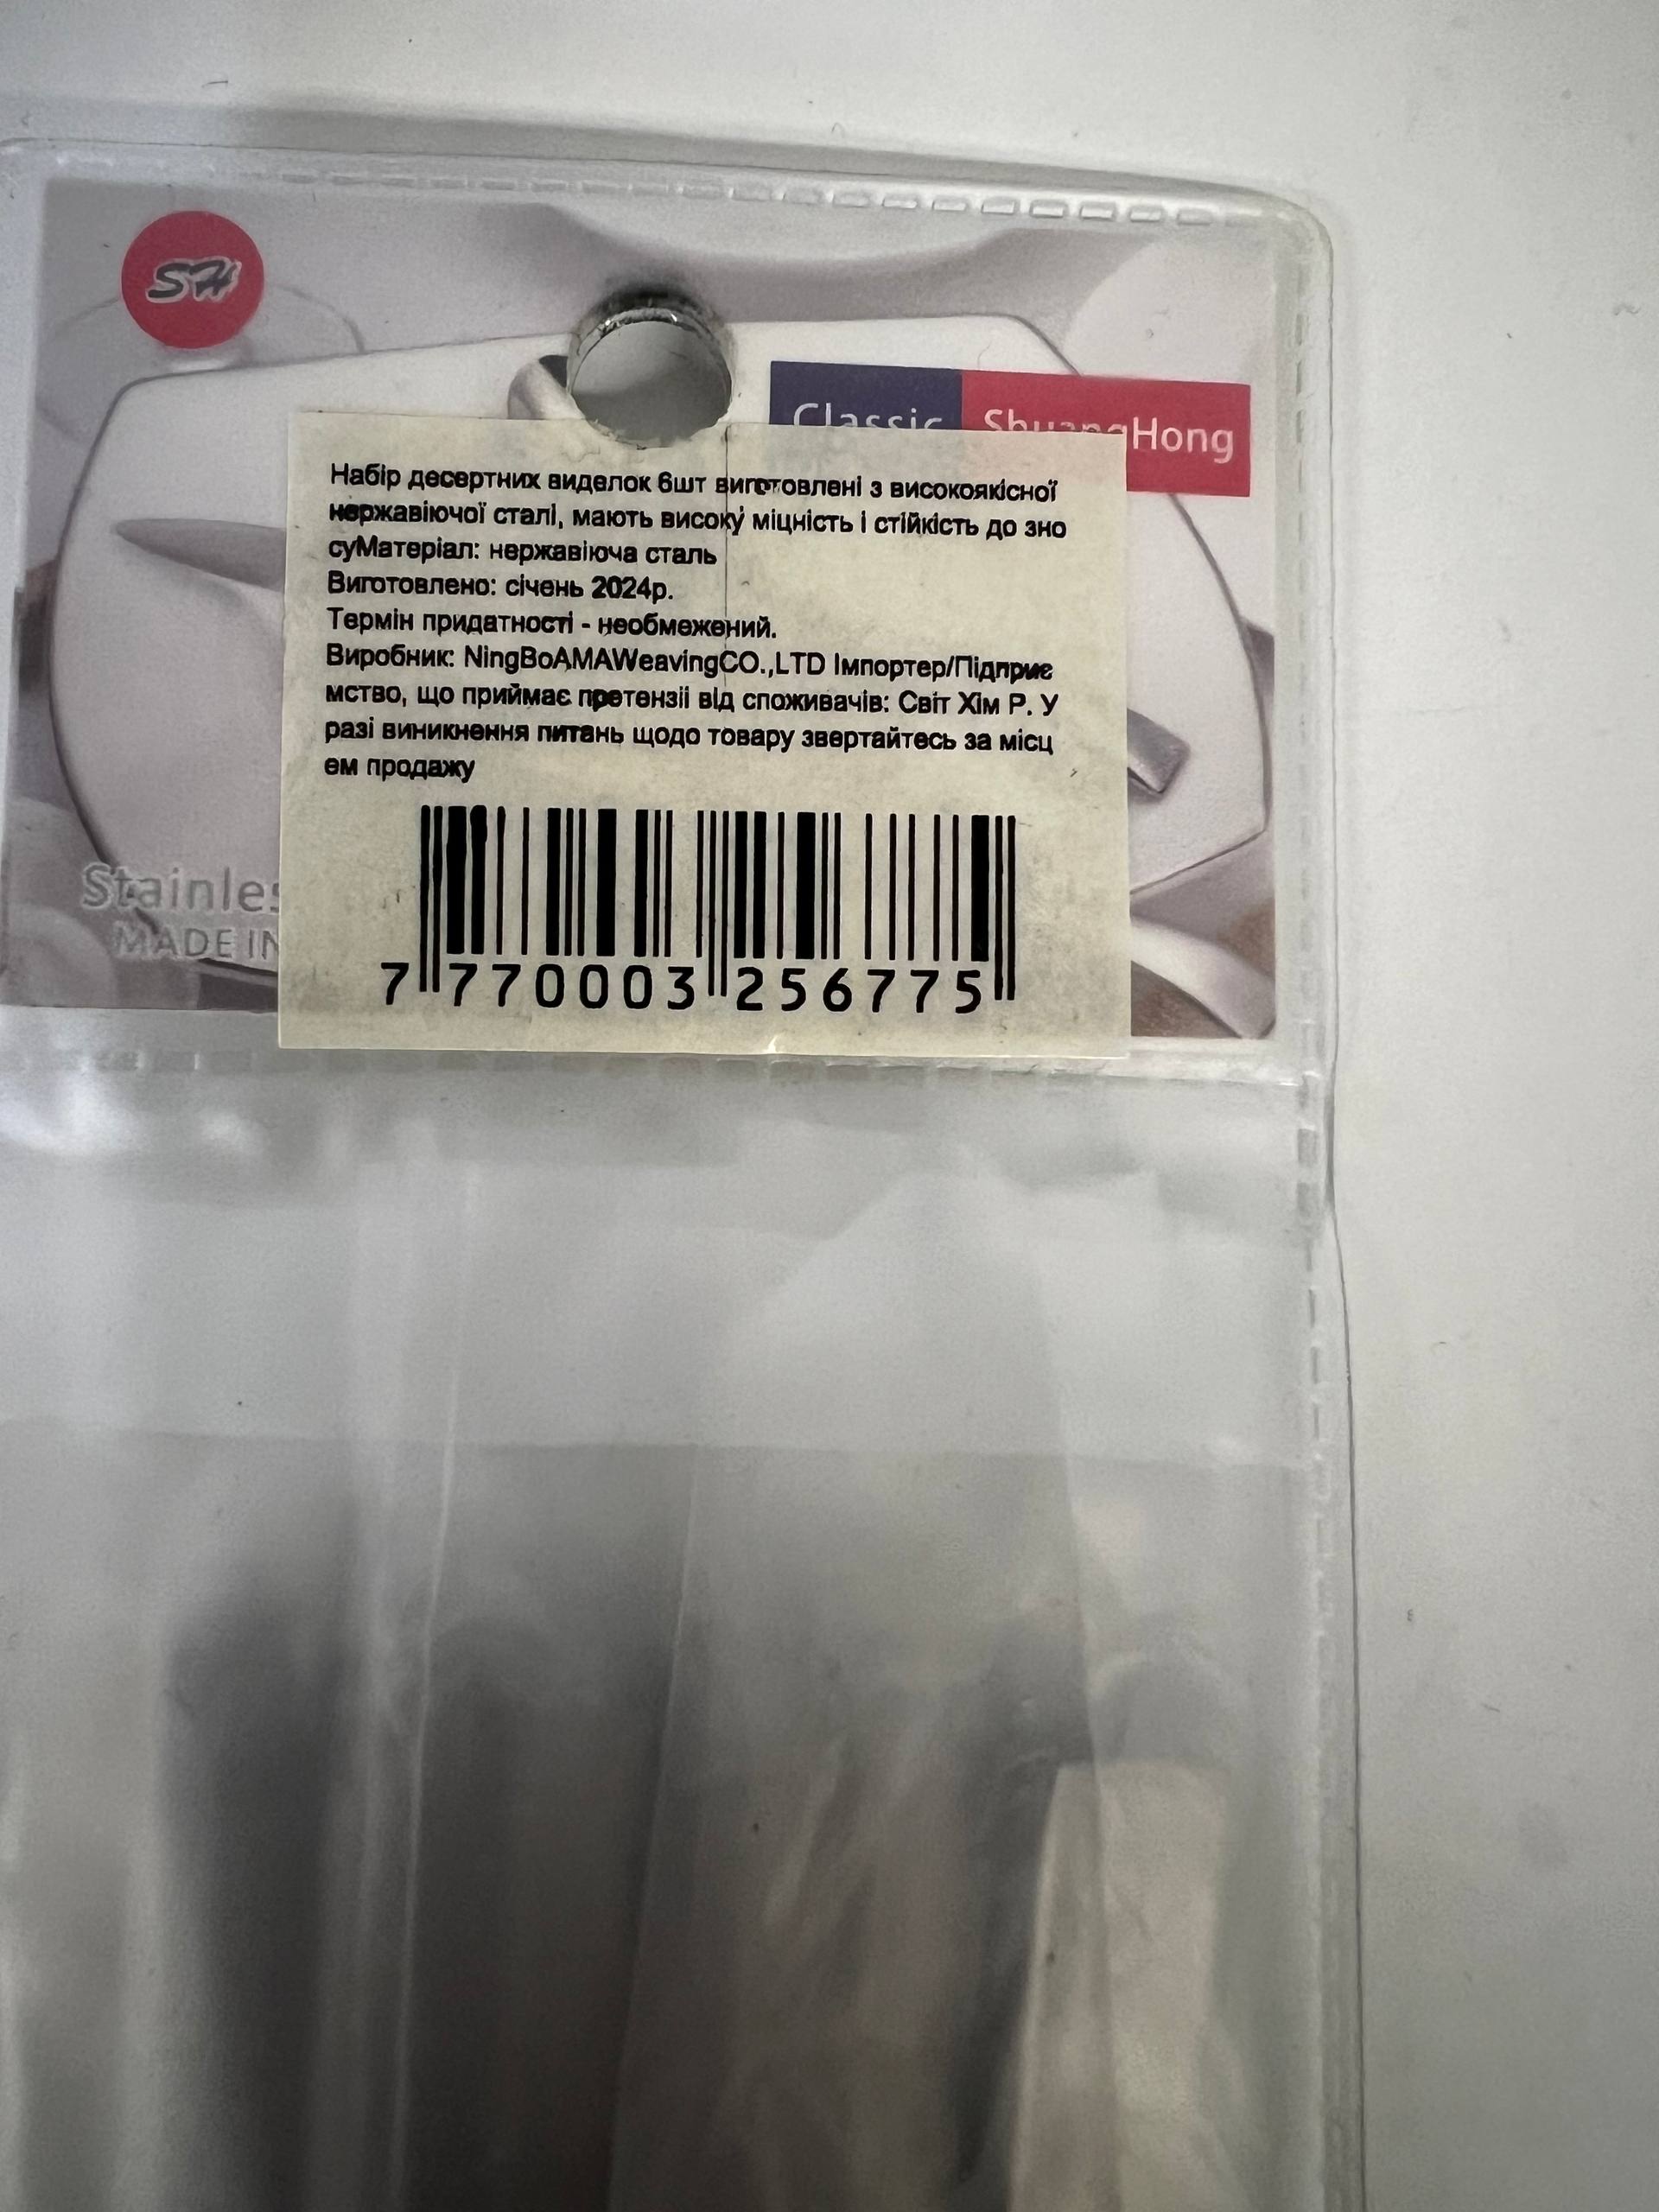 SH
Classic ShuangHong
Набір десертних виделок 6шт виготовлені з високоякісної
нержавіючої сталі, мають високу міцність і стійкість до зно
суМатеріал: нержавіюча сталь
Виготовлено: січень 2024р.
Термін придатності - необмежений.
Виробник: NingBoAMAWeavingCO.,LTD Імпортер/Підприє
мство, що приймає претензії від споживачів: Світ Хім Р. У
разі виникнення питань щодо товару звертайтесь за місц
ем продажу
Stainles
MADE IN
7 770003 256775